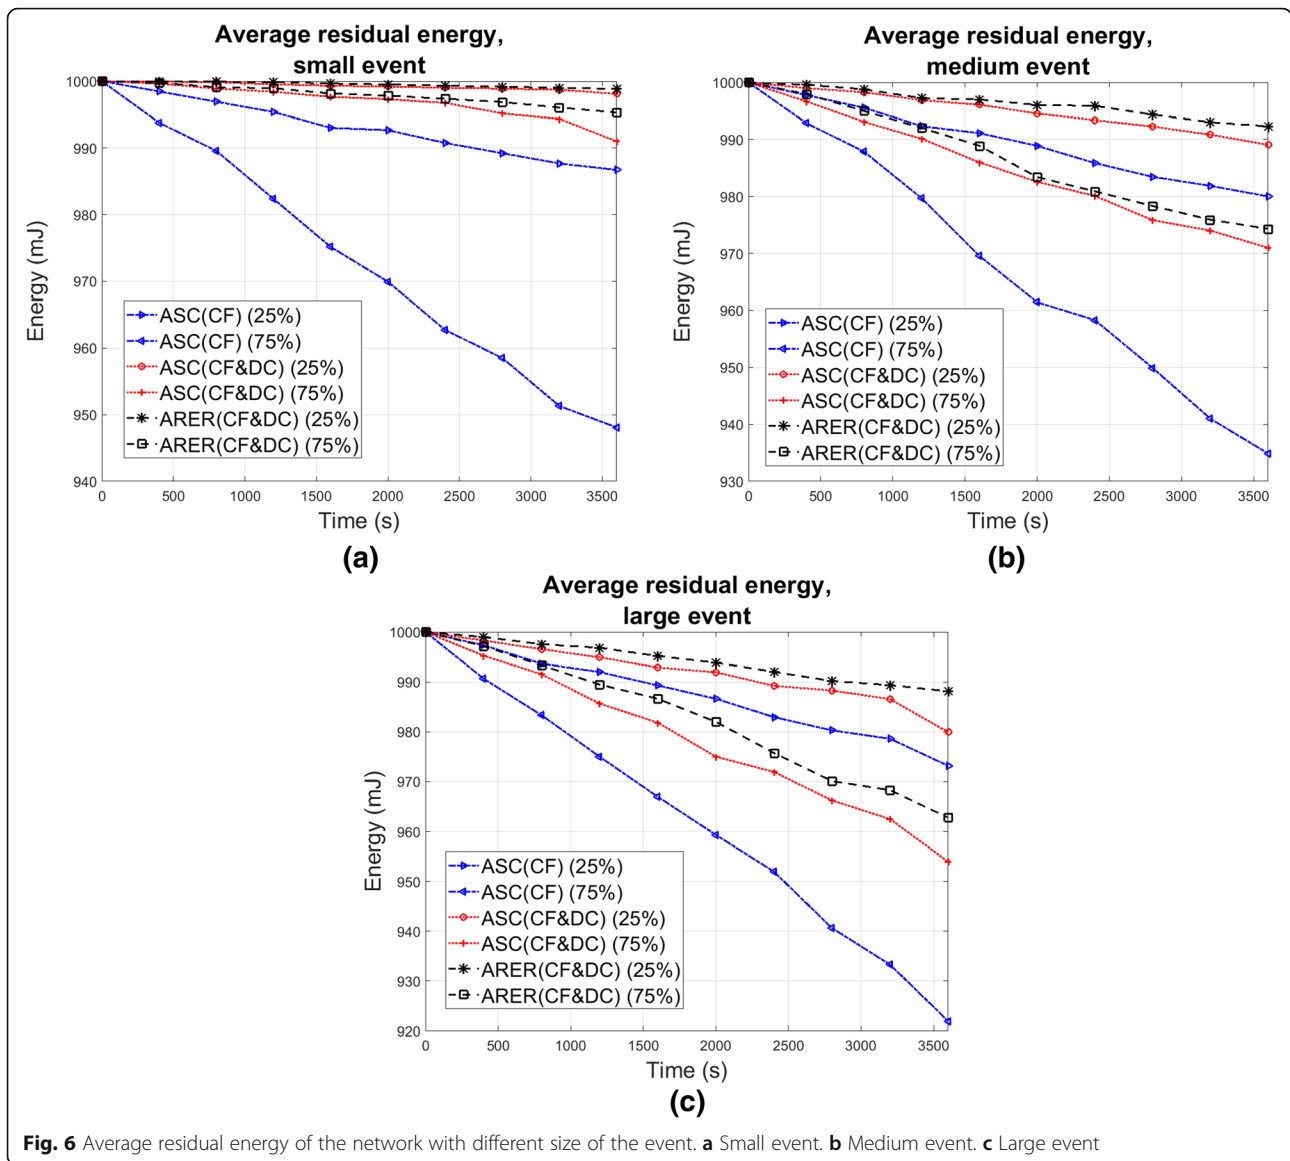 Average residual energy,
small event
1000
990
980
970
960
950
940
Energy (mJ)
ASC(CF) (25%)
ASC(CF) (75%)
ASC(CF&DC) (25%)
ASC(CF&DC) (75%)
ARER(CF&DC) (25%)
ARER(CF&DC) (75%)
0 500 1000 1500 2000 2500 3000 3500
Time (s)
(a)
Average residual energy,
medium event
1000
990
980
970
960
950
940
930
Energy (mJ)
ASC(CF) (25%)
ASC(CF) (75%)
ASC(CF&DC) (25%)
ASC(CF&DC) (75%)
ARER(CF&DC) (25%)
ARER(CF&DC) (75%)
0 500 1000 1500 2000 2500 3000 3500
Time (s)
(b)
Average residual energy,
large event
1000
990
980
970
960
950
940
930
920
Energy (mJ)
ASC(CF) (25%)
ASC(CF) (75%)
ASC(CF&DC) (25%)
ASC(CF&DC) (75%)
ARER(CF&DC) (25%)
ARER(CF&DC) (75%)
0 500 1000 1500 2000 2500 3000 3500
Time (s)
(c)
Fig. 6 Average residual energy of the network with different size of the event. a Small event. b Medium event. c Large event